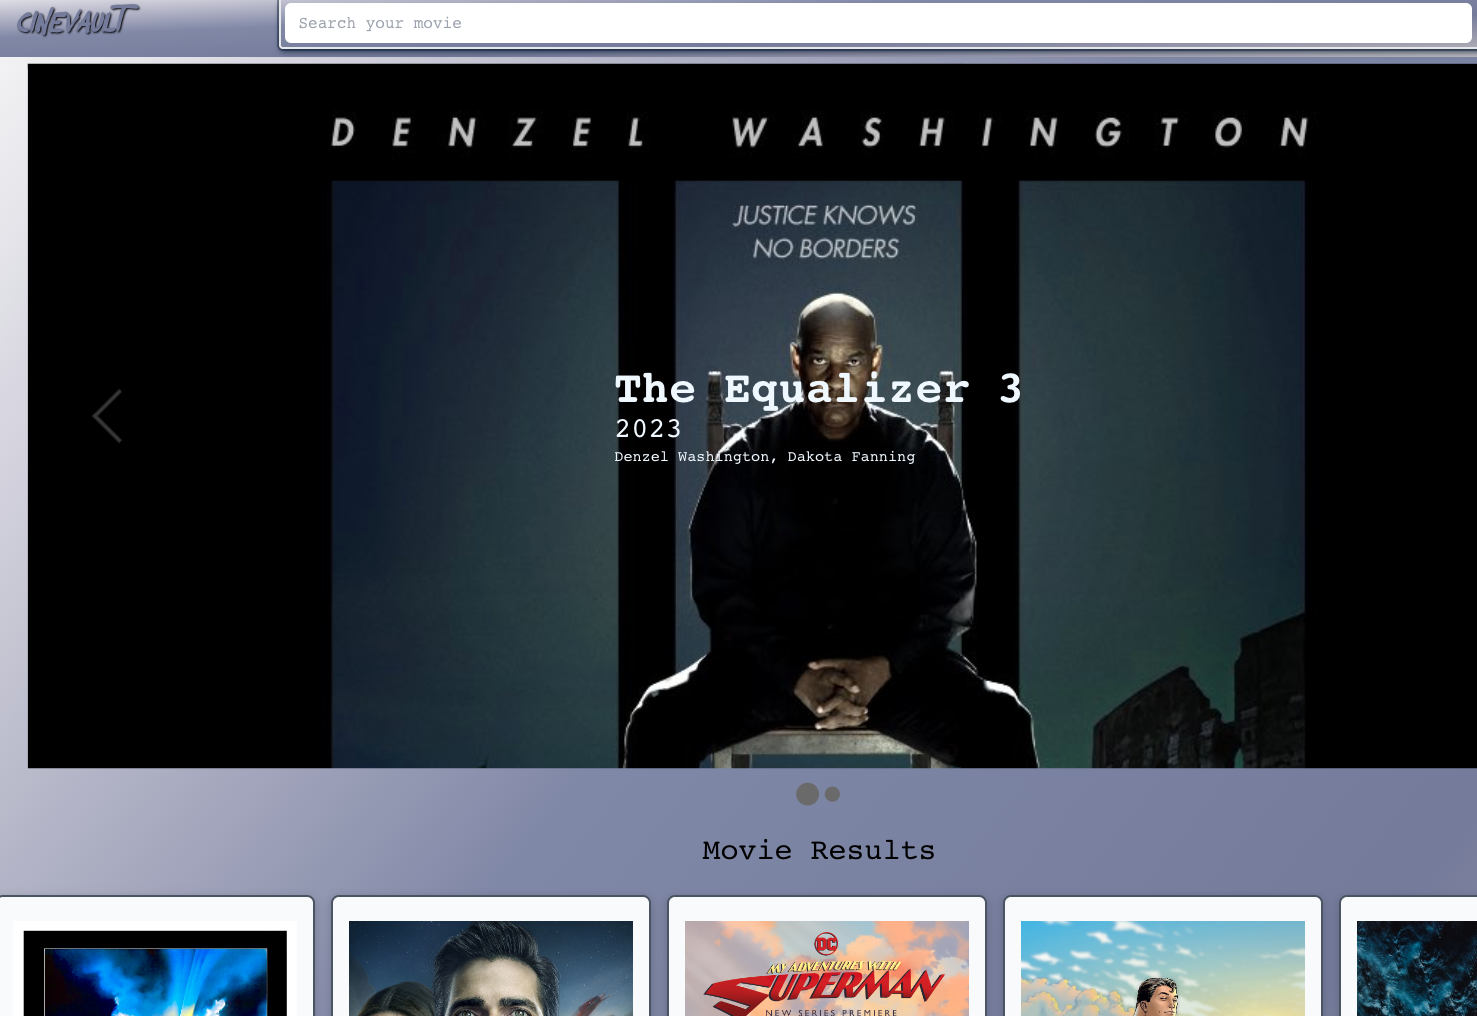 CINEVAULT
Search your movie
DENZEL WASHINGTON
JUSTICE KNOWS
NO BORDERS
The Equalizer 3
2023
Denzel Washington, Dakota Fanning
Movie Results
DC
MY ADVENTURES WITH
SUPERMAN
NEW SERIES PREMIERE